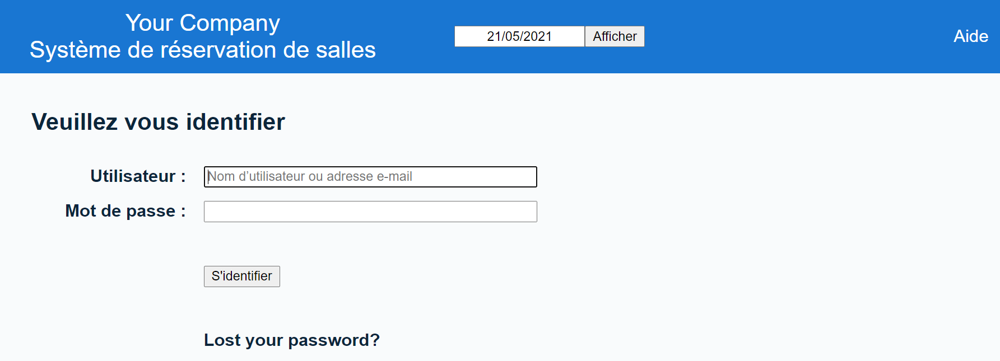 Your Company
Système de réservation de salles
21/05/2021 Afficher
Aide
Veuillez vous identifier
Utilisateur : Nom d’utilisateur ou adresse e-mail
Mot de passe :
S'identifier
Lost your password?